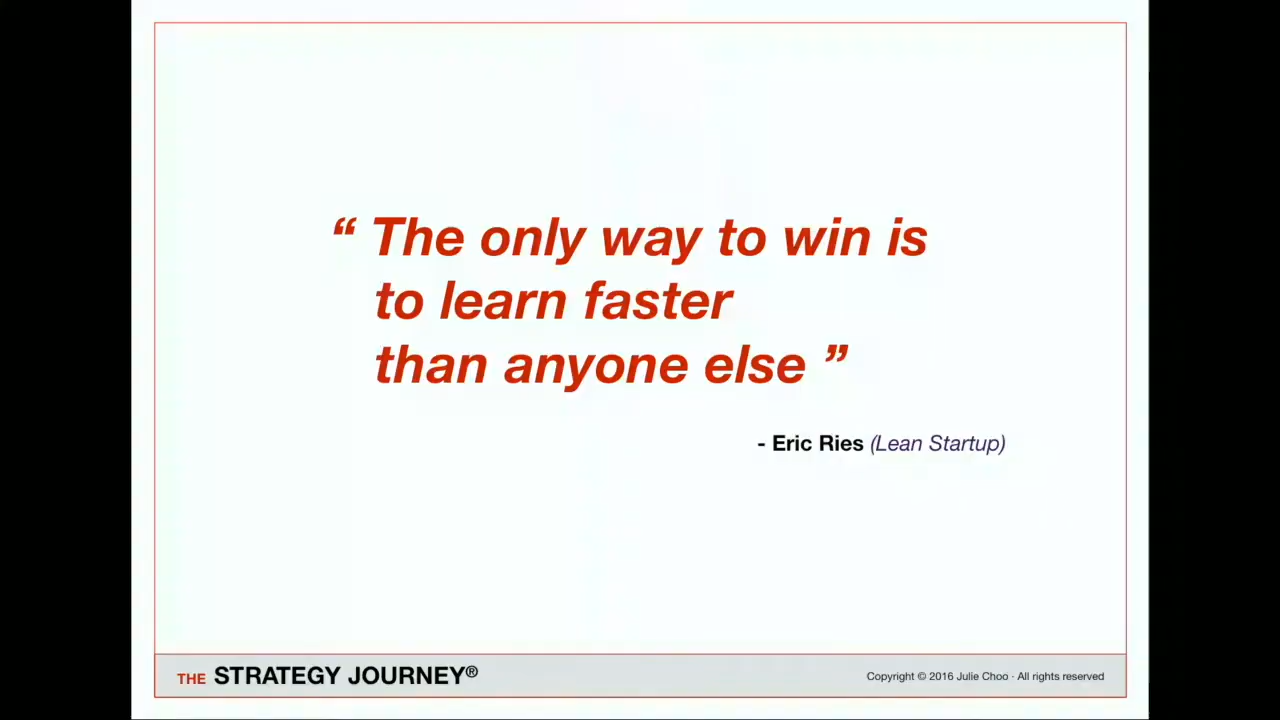 “ The only way to win is
to learn faster
than anyone else ”
- Eric Ries (Lean Startup)
THE STRATEGY JOURNEY®
Copyright © 2016 Julie Choo · All rights reserved